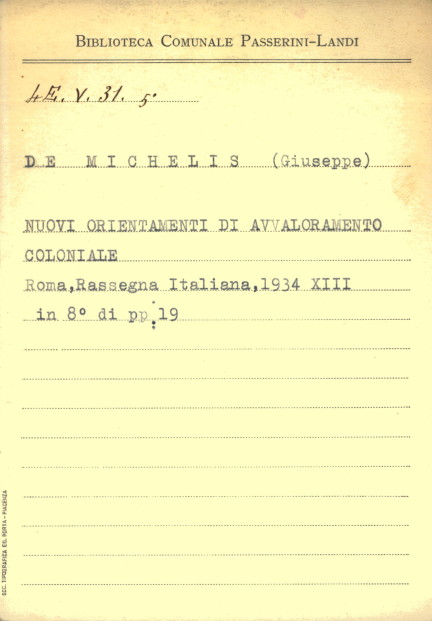 BIBLIOTECA COMUNALE PASSERINI-LANDI
4E. V. 31. 5°
DE MICHELIS (Giuseppe)
NUOVI ORIENTAMENTI DI AVVALORAMENTO
COLONIALE
Roma,Rassegna Italiana,1934 XIII
in 8° di pp.19
SOC. TIPOGRAFICA ED. PORTA - PIACENZA